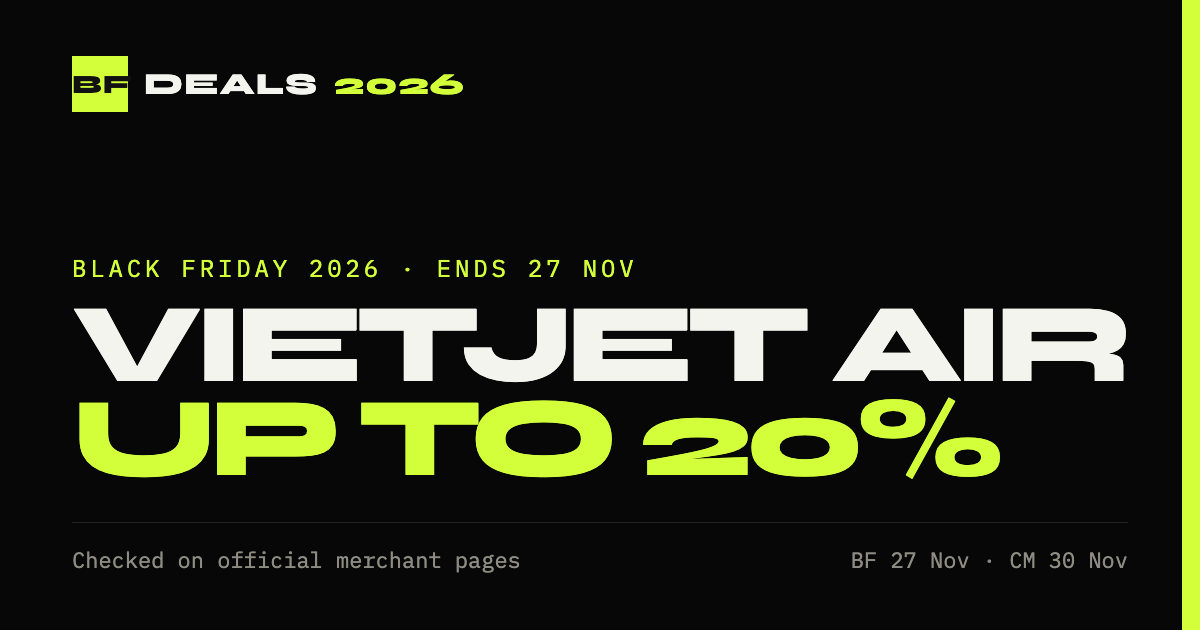 BF DEALS 2026
BLACK FRIDAY 2026 · ENDS 27 NOV
VIETJET AIR
UP TO 20%
Checked on official merchant pages
BF 27 Nov · CM 30 Nov